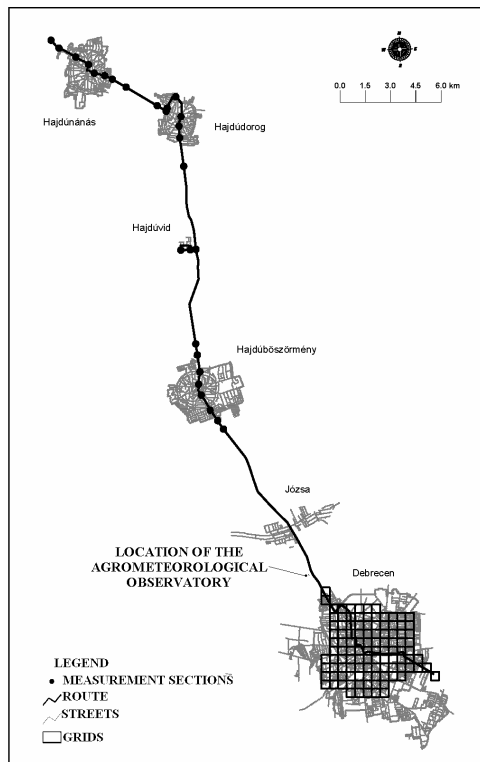 N
W E
S
0.0 1.5 3.0 4.5 6.0 km
Hajdúnánás
Hajdúdorog
Hajdúvid
Hajdúböszörmény
Józsa
LOCATION OF THE
AGROMETEOROLOGICAL
OBSERVATORY
Debrecen
LEGEND
MEASUREMENT SECTIONS
ROUTE
STREETS
GRIDS